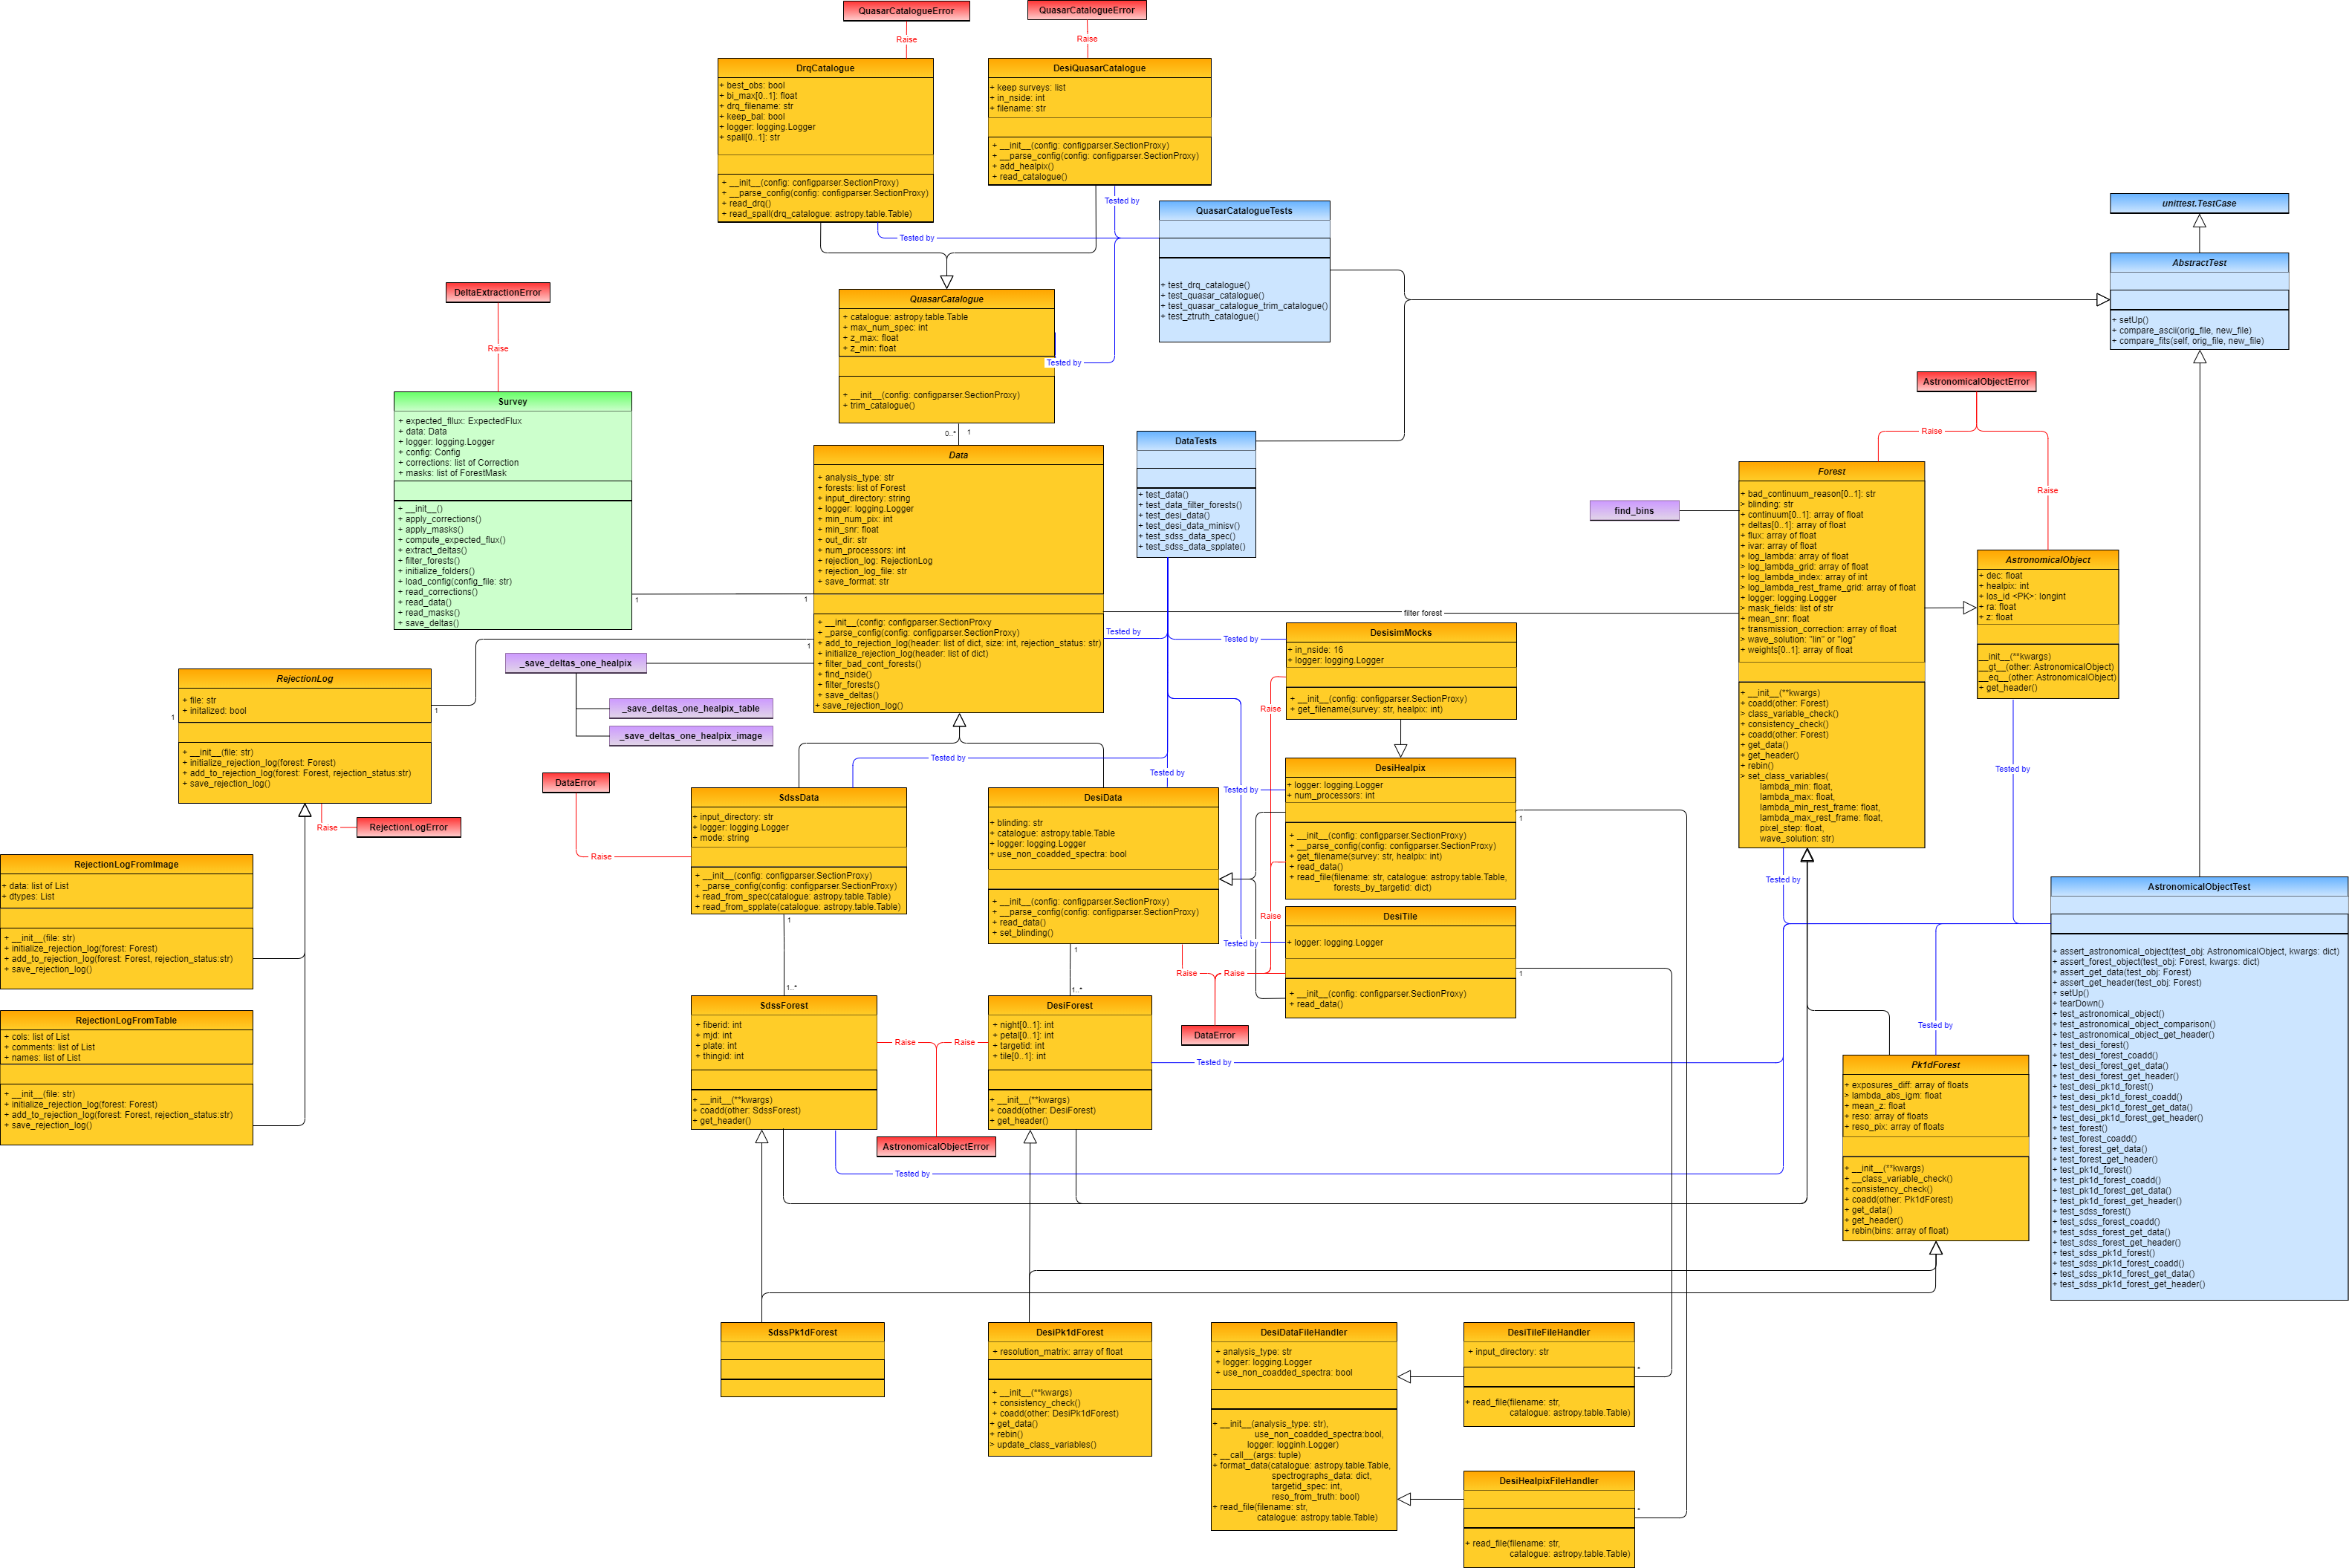 QuasarCatalogueError
Raise
QuasarCatalogueError
Raise
DrqCatalogue
+ best_obs: bool
+ bi_max[0..1]: float
+ drq_filename: str
+ keep_bal: bool
+ logger: logging.Logger
+ spall[0..1]: str
+ __init__(config: configparser.SectionProxy)
+ __parse_config(config: configparser.SectionProxy)
+ read_drq()
+ read_spall(drq_catalogue: astropy.table.Table)
DesiQuasarCatalogue
+ keep surveys: list
+ in_nside: int
+ filename: str
+ __init__(config: configparser.SectionProxy)
+ __parse_config(config: configparser.SectionProxy)
+ add_healpix()
+ read_catalogue()
Tested by
Tested by
QuasarCatalogueTests
+ test_drq_catalogue()
+ test_quasar_catalogue()
+ test_quasar_catalogue_trim_catalogue()
+ test_ztruth_catalogue()
unittest.TestCase
AbstractTest
+ setUp()
+ compare_ascii(orig_file, new_file)
+ compare_fits(self, orig_file, new_file)
QuasarCatalogue
+ catalogue: astropy.table.Table
+ max_num_spec: int
+ z_max: float
+ z_min: float
+ __init__(config: configparser.SectionProxy)
+ trim_catalogue()
Tested by
0..*
1
DeltaExtractionError
Raise
Survey
+ expected_fllux: ExpectedFlux
+ data: Data
+ logger: logging.Logger
+ config: Config
+ corrections: list of Correction
+ masks: list of ForestMask
+ __init__()
+ apply_corrections()
+ apply_masks()
+ compute_expected_flux()
+ extract_deltas()
+ filter_forests()
+ initialize_folders()
+ load_config(config_file: str)
+ read_corrections()
+ read_data()
+ read_masks()
+ save_deltas()
1
1
Data
+ analysis_type: str
+ forests: list of Forest
+ input_directory: string
+ logger: logging.Logger
+ min_num_pix: int
+ min_snr: float
+ out_dir: str
+ num_processors: int
+ rejection_log: RejectionLog
+ rejection_log_file: str
+ save_format: str
+ __init__(config: configparser.SectionProxy
+ _parse_config(config: configparser.SectionProxy)
+ add_to_rejection_log(header: list of dict, size: int, rejection_status: str)
+ initialize_rejection_log(header: list of dict)
+ filter_bad_cont_forests()
+ find_nside()
+ filter_forests()
+ save_deltas()
+ save_rejection_log()
1
Tested by
filter forest
DataTests
+ test_data()
+ test_data_filter_forests()
+ test_desi_data()
+ test_desi_data_minisv()
+ test_sdss_data_spec()
+ test_sdss_data_spplate()
AstronomicalObjectError
Raise
Raise
find_bins
Forest
+ bad_continuum_reason[0..1]: str
> blinding: str
+ continuum[0..1]: array of float
+ deltas[0..1]: array of float
+ flux: array of float
+ ivar: array of float
+ log_lambda: array of float
> log_lambda_grid: array of float
+ log_lambda_index: array of int
> log_lambda_rest_frame_grid: array of float
+ logger: logging.Logger
> mask_fields: list of str
+ mean_snr: float
+ transmission_correction: array of float
> wave_solution: "lin" or "log"
+ weights[0..1]: array of float
+ __init__(**kwargs)
+ coadd(other: Forest)
> class_variable_check()
+ consistency_check()
+ coadd(other: Forest)
+ get_data()
+ get_header()
+ rebin()
> set_class_variables(
lambda_min: float,
lambda_max: float,
lambda_min_rest_frame: float,
lambda_max_rest_frame: float,
pixel_step: float,
wave_solution: str)
Tested by
AstronomicalObject
+ dec: float
+ healpix: int
+ los_id <PK>: longint
+ ra: float
+ z: float
__init__(**kwargs)
__gt__(other: AstronomicalObject)
__eq__(other: AstronomicalObject)
+ get_header()
Tested by
_save_deltas_one_healpix
_save_deltas_one_healpix_table
_save_deltas_one_healpix_image
RejectionLog
+ file: str
+ initalized: bool
+ __init__(file: str)
+ initialize_rejection_log(forest: Forest)
+ add_to_rejection_log(forest: Forest, rejection_status:str)
+ save_rejection_log()
1
1
Raise
RejectionLogError
RejectionLogFromImage
+ data: list of List
+ dtypes: List
+ __init__(file: str)
+ initialize_rejection_log(forest: Forest)
+ add_to_rejection_log(forest: Forest, rejection_status:str)
+ save_rejection_log()
RejectionLogFromTable
+ cols: list of List
+ comments: list of List
+ names: list of List
+ __init__(file: str)
+ initialize_rejection_log(forest: Forest)
+ add_to_rejection_log(forest: Forest, rejection_status:str)
+ save_rejection_log()
DataError
Raise
Tested by
SdssData
+ input_directory: str
+ logger: logging.Logger
+ mode: string
+ __init__(config: configparser.SectionProxy)
+ _parse_config(config: configparser.SectionProxy)
+ read_from_spec(catalogue: astropy.table.Table)
+ read_from_spplate(catalogue: astropy.table.Table)
1
1..*
Tested by
DesiData
+ blinding: str
+ catalogue: astropy.table.Table
+ logger: logging.Logger
+ use_non_coadded_spectra: bool
+ __init__(config: configparser.SectionProxy)
+ __parse_config(config: configparser.SectionProxy)
+ read_data()
+ set_blinding()
1
1..*
Tested by
DesisimMocks
+ in_nside: 16
+ logger: logging.Logger
+ __init__(config: configparser.SectionProxy)
+ get_filename(survey: str, healpix: int)
Raise
Tested by
DesiHealpix
+ logger: logging.Logger
+ num_processors: int
+ __init__(config: configparser.SectionProxy)
+ __parse_config(config: configparser.SectionProxy)
+ get_filename(survey: str, healpix: int)
+ read_data()
+ read_file(filename: str, catalogue: astropy.table.Table,
forests_by_targetid: dict)
1
Raise
Tested by
DesiTile
+ logger: logging.Logger
+ __init__(config: configparser.SectionProxy)
+ read_data()
1
Raise
Raise
DataError
SdssForest
+ fiberid: int
+ mjd: int
+ plate: int
+ thingid: int
+ __init__(**kwargs)
+ coadd(other: SdssForest)
+ get_header()
Raise
Raise
AstronomicalObjectError
Tested by
DesiForest
+ night[0..1]: int
+ petal[0..1]: int
+ targetid: int
+ tile[0..1]: int
+ __init__(**kwargs)
+ coadd(other: DesiForest)
+ get_header()
Tested by
Tested by
Pk1dForest
+ exposures_diff: array of floats
> lambda_abs_igm: float
+ mean_z: float
+ reso: array of floats
+ reso_pix: array of floats
+ __init__(**kwargs)
+ __class_variable_check()
+ consistency_check()
+ coadd(other: Pk1dForest)
+ get_data()
+ get_header()
+ rebin(bins: array of float)
AstronomicalObjectTest
+ assert_astronomical_object(test_obj: AstronomicalObject, kwargs: dict)
+ assert_forest_object(test_obj: Forest, kwargs: dict)
+ assert_get_data(test_obj: Forest)
+ assert_get_header(test_obj: Forest)
+ setUp()
+ tearDown()
+ test_astronomical_object()
+ test_astronomical_object_comparison()
+ test_astronomical_object_get_header()
+ test_desi_forest()
+ test_desi_forest_coadd()
+ test_desi_forest_get_data()
+ test_desi_forest_get_header()
+ test_desi_pk1d_forest()
+ test_desi_pk1d_forest_coadd()
+ test_desi_pk1d_forest_get_data()
+ test_desi_pk1d_forest_get_header()
+ test_forest()
+ test_forest_coadd()
+ test_forest_get_data()
+ test_forest_get_header()
+ test_pk1d_forest()
+ test_pk1d_forest_coadd()
+ test_pk1d_forest_get_data()
+ test_pk1d_forest_get_header()
+ test_sdss_forest()
+ test_sdss_forest_coadd()
+ test_sdss_forest_get_data()
+ test_sdss_forest_get_header()
+ test_sdss_pk1d_forest()
+ test_sdss_pk1d_forest_coadd()
+ test_sdss_pk1d_forest_get_data()
+ test_sdss_pk1d_forest_get_header()
SdssPk1dForest
DesiPk1dForest
+ resolution_matrix: array of float
+ __init__(**kwargs)
+ consistency_check()
+ coadd(other: DesiPk1dForest)
+ get_data()
+ rebin()
> update_class_variables()
DesiDataFileHandler
+ analysis_type: str
+ logger: logging.Logger
+ use_non_coadded_spectra: bool
+ __init__(analysis_type: str),
use_non_coadded_spectra:bool,
logger: logginh.Logger)
+ __call__(args: tuple)
+ format_data(catalogue: astropy.table.Table,
spectrographs_data: dict,
targetid_spec: int,
reso_from_truth: bool)
+ read_file(filename: str,
catalogue: astropy.table.Table)
DesiTileFileHandler
+ input_directory: str
+ read_file(filename: str,
catalogue: astropy.table.Table)
*
DesiHealpixFileHandler
+ read_file(filename: str,
catalogue: astropy.table.Table)
*